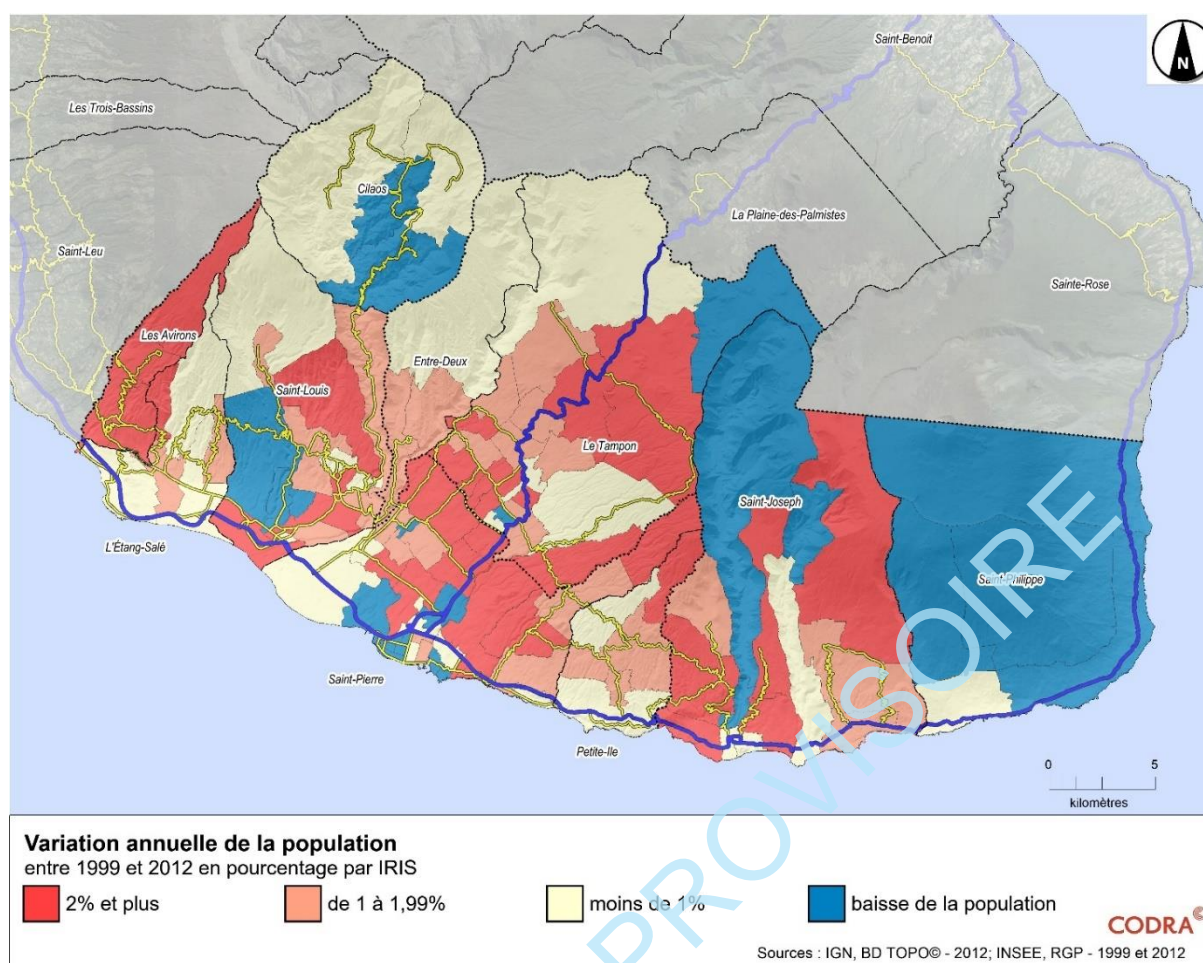 Saint-Benoit
N
Les Trois-Bassins
Cilaos
La Plaine-des-Palmistes
Saint-Leu
Sainte-Rose
Les Avirons
Entre-Deux
Saint-Louis
Le Tampon
Saint-Joseph
L'Étang-Salé
Saint-Philippe
Saint-Pierre
Petite-Ile
0 5
kilomètres
PROVISOIRE
Variation annuelle de la population
entre 1999 et 2012 en pourcentage par IRIS
2% et plus de 1 à 1,99% moins de 1% baisse de la population
CODRA
Sources : IGN, BD TOPO© - 2012; INSEE, RGP - 1999 et 2012